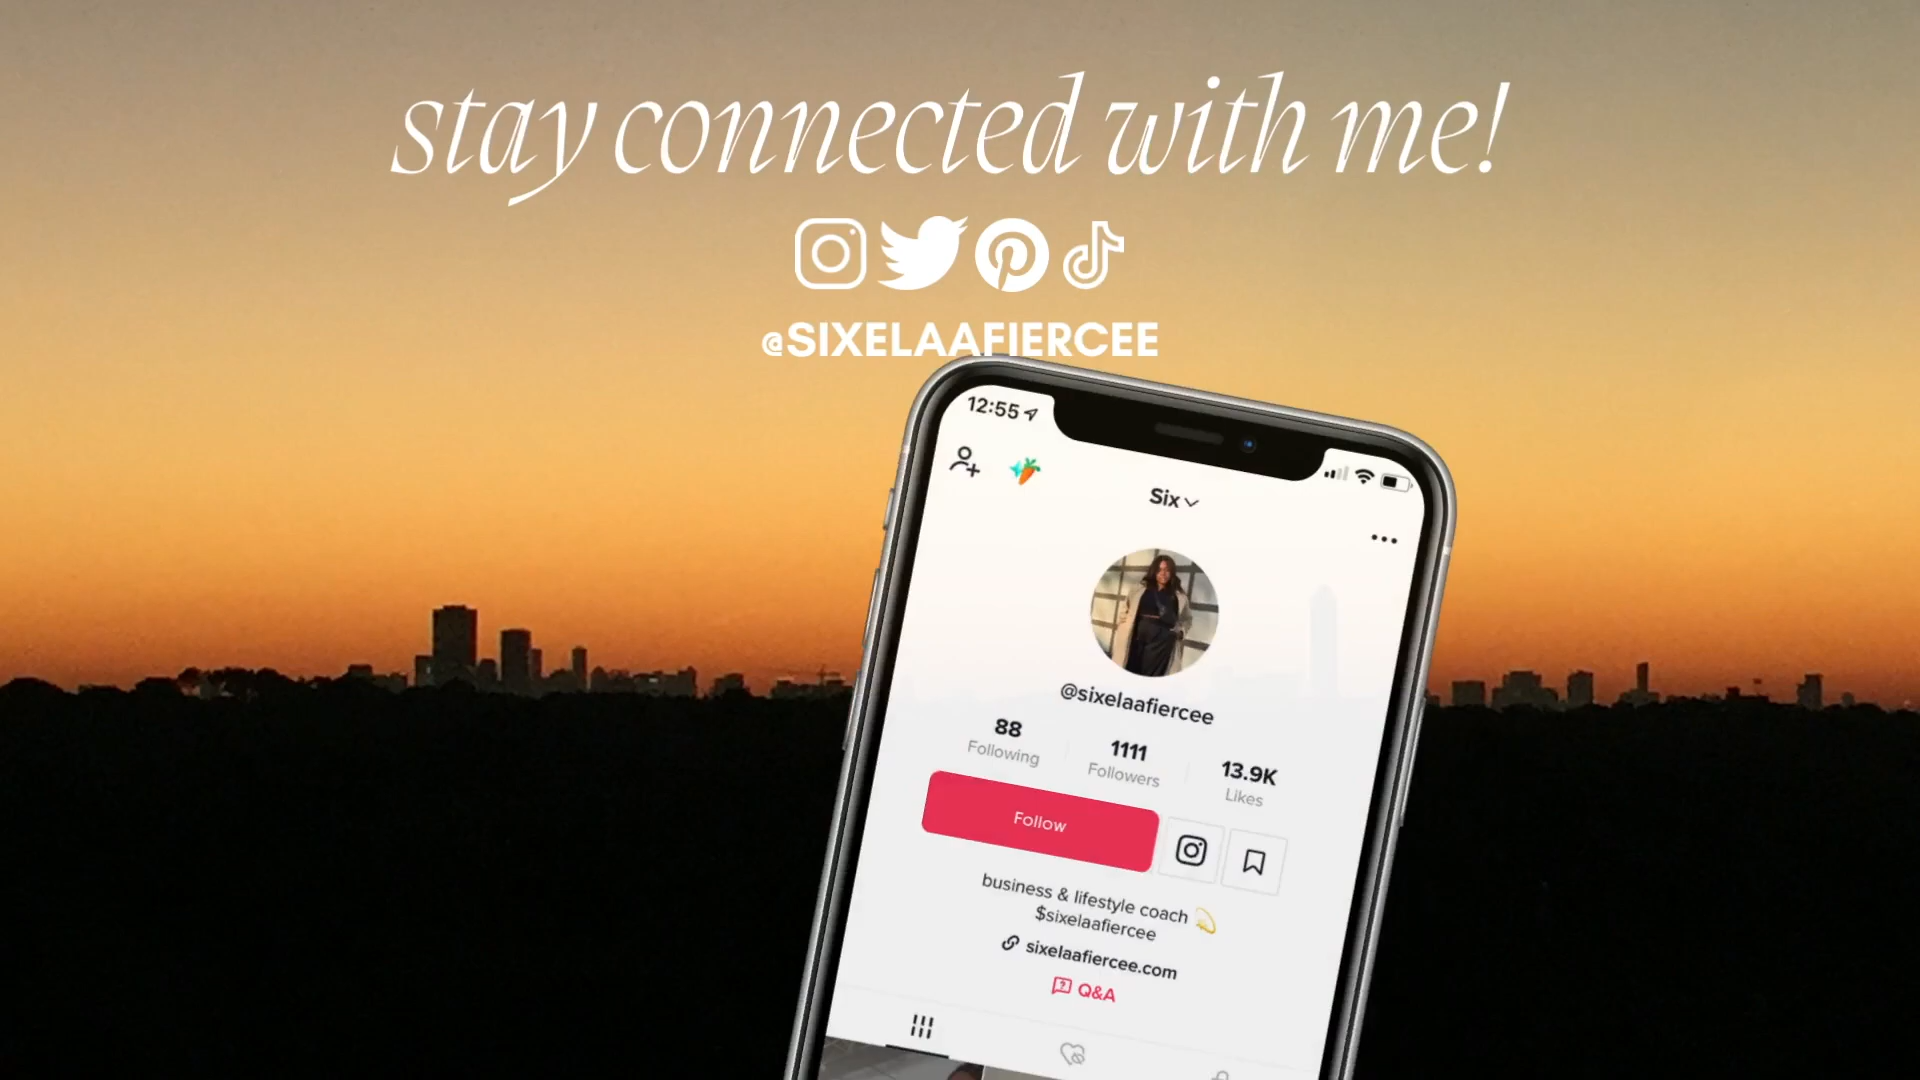 stay connected with me!
@SIXELAAFIERCEE
12:55
Six
@sixelaafiercee
88
Following
1111
Followers
13.9K
Likes
Follow
business & lifestyle coach 💫
$sixelaafiercee
sixelaafiercee.com
Q&A